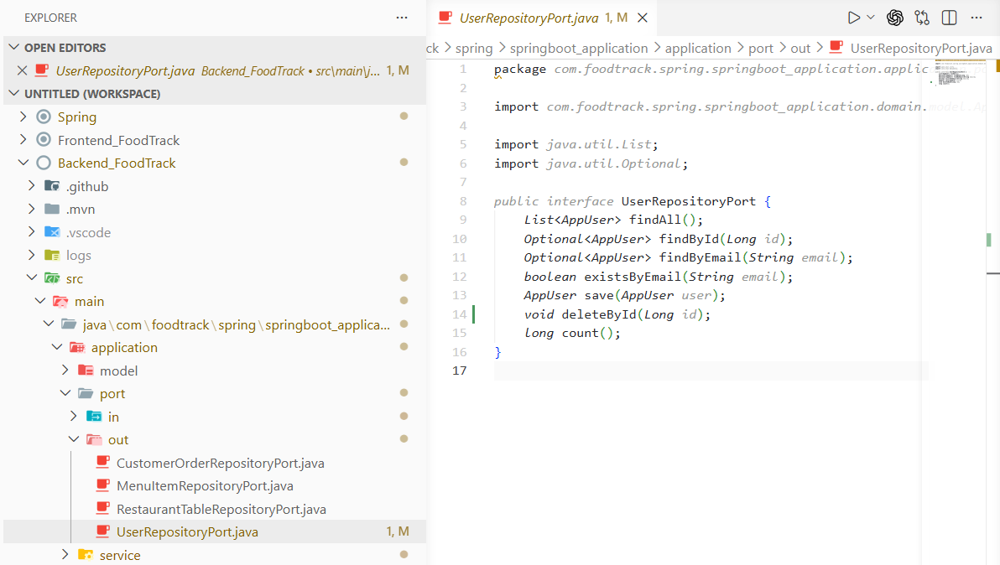 EXPLORER
OPEN EDITORS
UserRepositoryPort.java Backend_FoodTrack • src\main\j... 1, M
UNTITLED (WORKSPACE)
Spring
Frontend_FoodTrack
Backend_FoodTrack
.github
.mvn
.vscode
logs
src
main
java\com\foodtrack\spring\springboot_applica...
application
model
port
in
out
CustomerOrderRepositoryPort.java
MenuItemRepositoryPort.java
RestaurantTableRepositoryPort.java
UserRepositoryPort.java 1, M
service
UserRepositoryPort.java 1, M
ck > spring > springboot_application > application > port > out > UserRepositoryPort.java
1 package com.foodtrack.spring.springboot_application.applic
2
3 import com.foodtrack.spring.springboot_application.domain.model.Ap
4
5 import java.util.List;
6 import java.util.Optional;
7
8 public interface UserRepositoryPort {
9 List<AppUser> findAll();
10 Optional<AppUser> findById(Long id);
11 Optional<AppUser> findByEmail(String email);
12 boolean existsByEmail(String email);
13 AppUser save(AppUser user);
14 void deleteById(Long id);
15 long count();
16 }
17